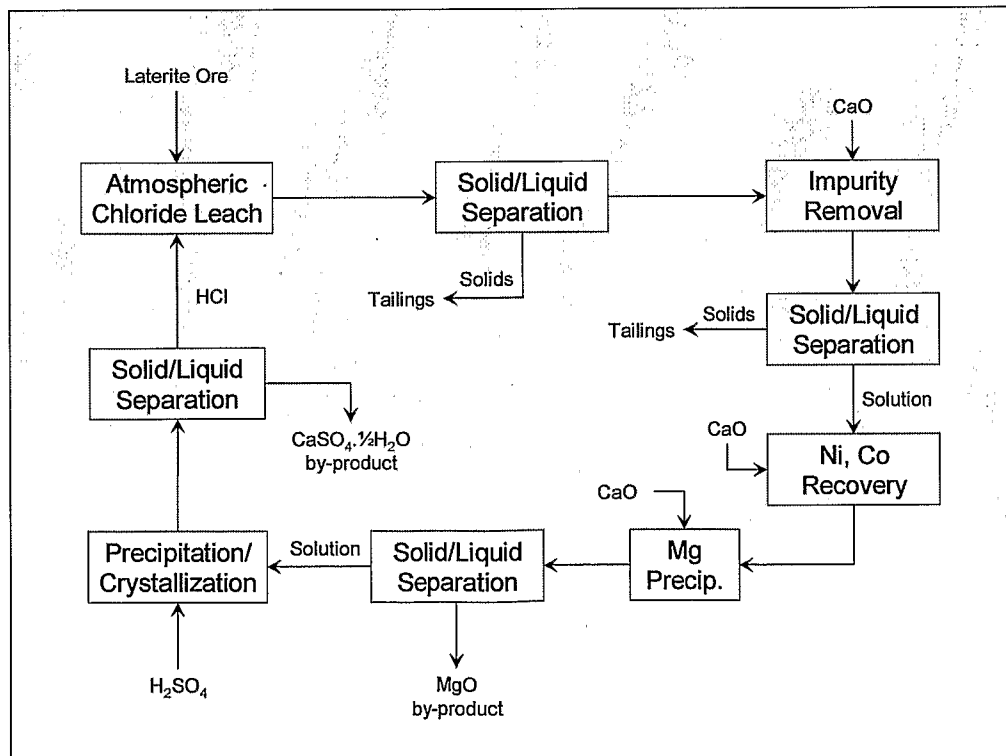 Laterite Ore
CaO
Atmospheric
Chloride Leach
Solid/Liquid
Separation
Impurity
Removal
Solids
Tailings
HCl
Solids
Tailings
Solid/Liquid
Separation
Solid/Liquid
Separation
Solution
CaSO₄.½H₂O
by-product
CaO
Ni, Co
Recovery
CaO
Precipitation/
Crystallization
Solution
Solid/Liquid
Separation
Mg
Precip.
H₂SO₄
MgO
by-product